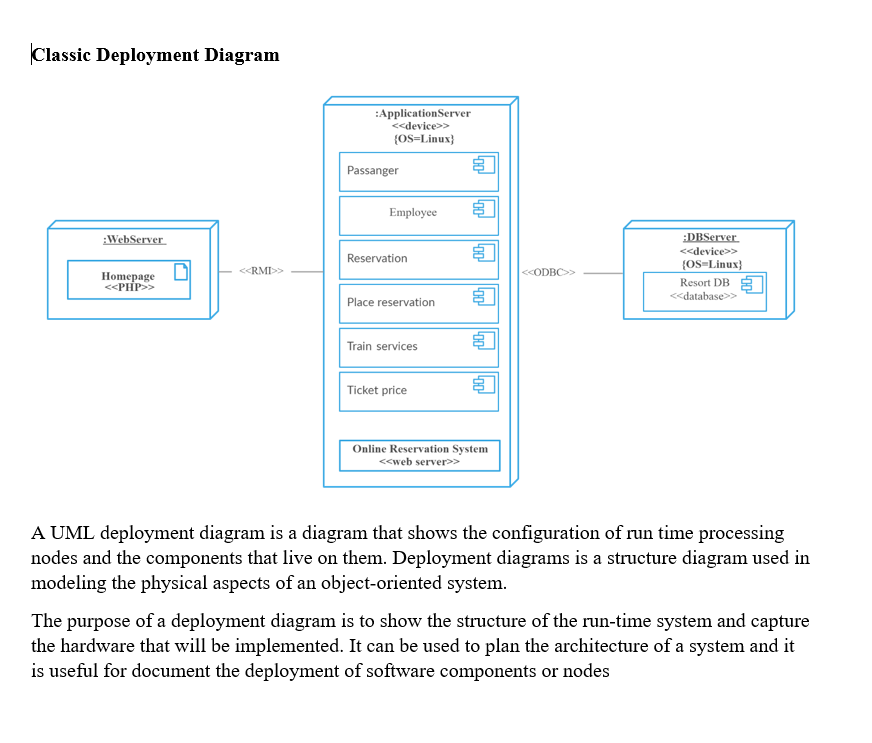 Classic Deployment Diagram
:ApplicationServer
<<device>>
{OS=Linux}
Passanger
Employee
Reservation
Place reservation
Train services
Ticket price
Online Reservation System
<<web server>>
:WebServer
Homepage
<<PHP>>
<<RMI>>
<<ODBC>>
:DBServer
<<device>>
{OS=Linux}
Resort DB
<<database>>
A UML deployment diagram is a diagram that shows the configuration of run time processing
nodes and the components that live on them. Deployment diagrams is a structure diagram used in
modeling the physical aspects of an object-oriented system.
The purpose of a deployment diagram is to show the structure of the run-time system and capture
the hardware that will be implemented. It can be used to plan the architecture of a system and it
is useful for document the deployment of software components or nodes